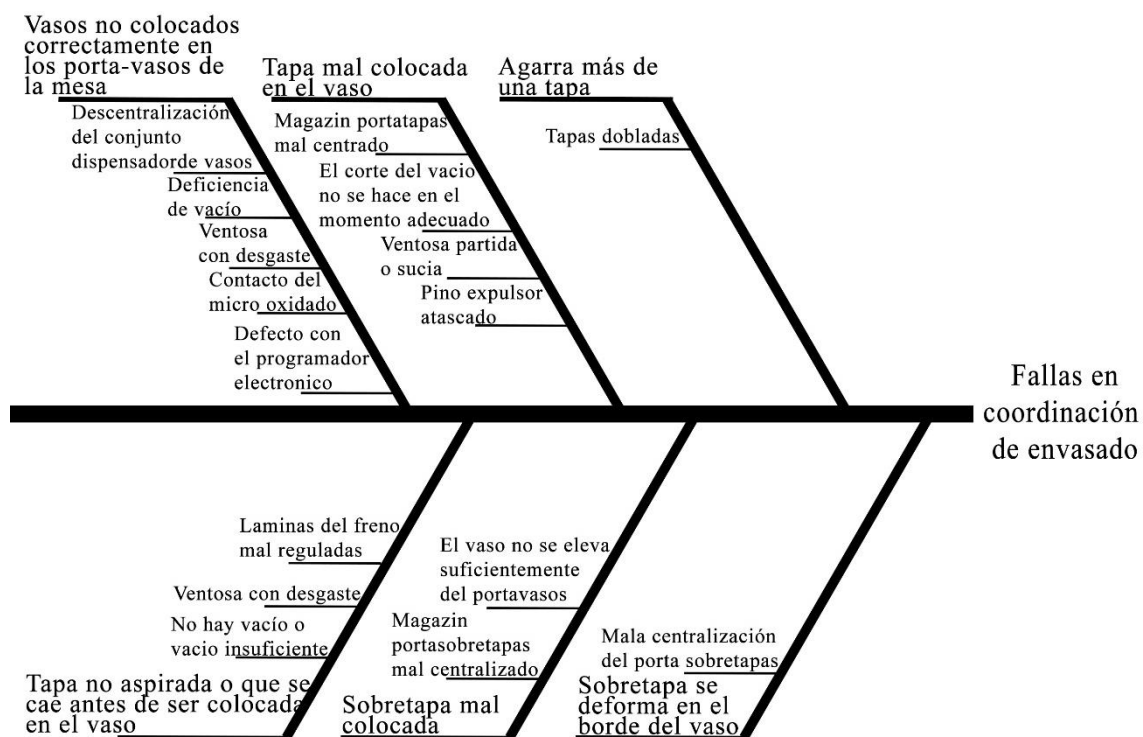 Vasos no colocados
correctamente en
los porta-vasos de
la mesa
Descentralización
del conjunto
dispensadorde vasos
Deficiencia
de vacío
Ventosa
con desgaste
Contacto del
micro oxidado
Defecto con
el programador
electronico
Tapa mal colocada
en el vaso
Magazin portatapas
mal centrado
El corte del vacio
no se hace en el
momento adecuado
Ventosa partida
o sucia
Pino expulsor
atascado
Agarra más de
una tapa
Tapas dobladas
Fallas en
coordinación
de envasado
Laminas del freno
mal reguladas
Ventosa con desgaste
No hay vacío o
vacio insuficiente
Tapa no aspirada o que se
cae antes de ser colocada
en el vaso
El vaso no se eleva
suficientemente
del portavasos
Magazin
portasobretapas
mal centralizado
Sobretapa mal
colocada
Mala centralización
del porta sobretapas
Sobretapa se
deforma en el
borde del vaso